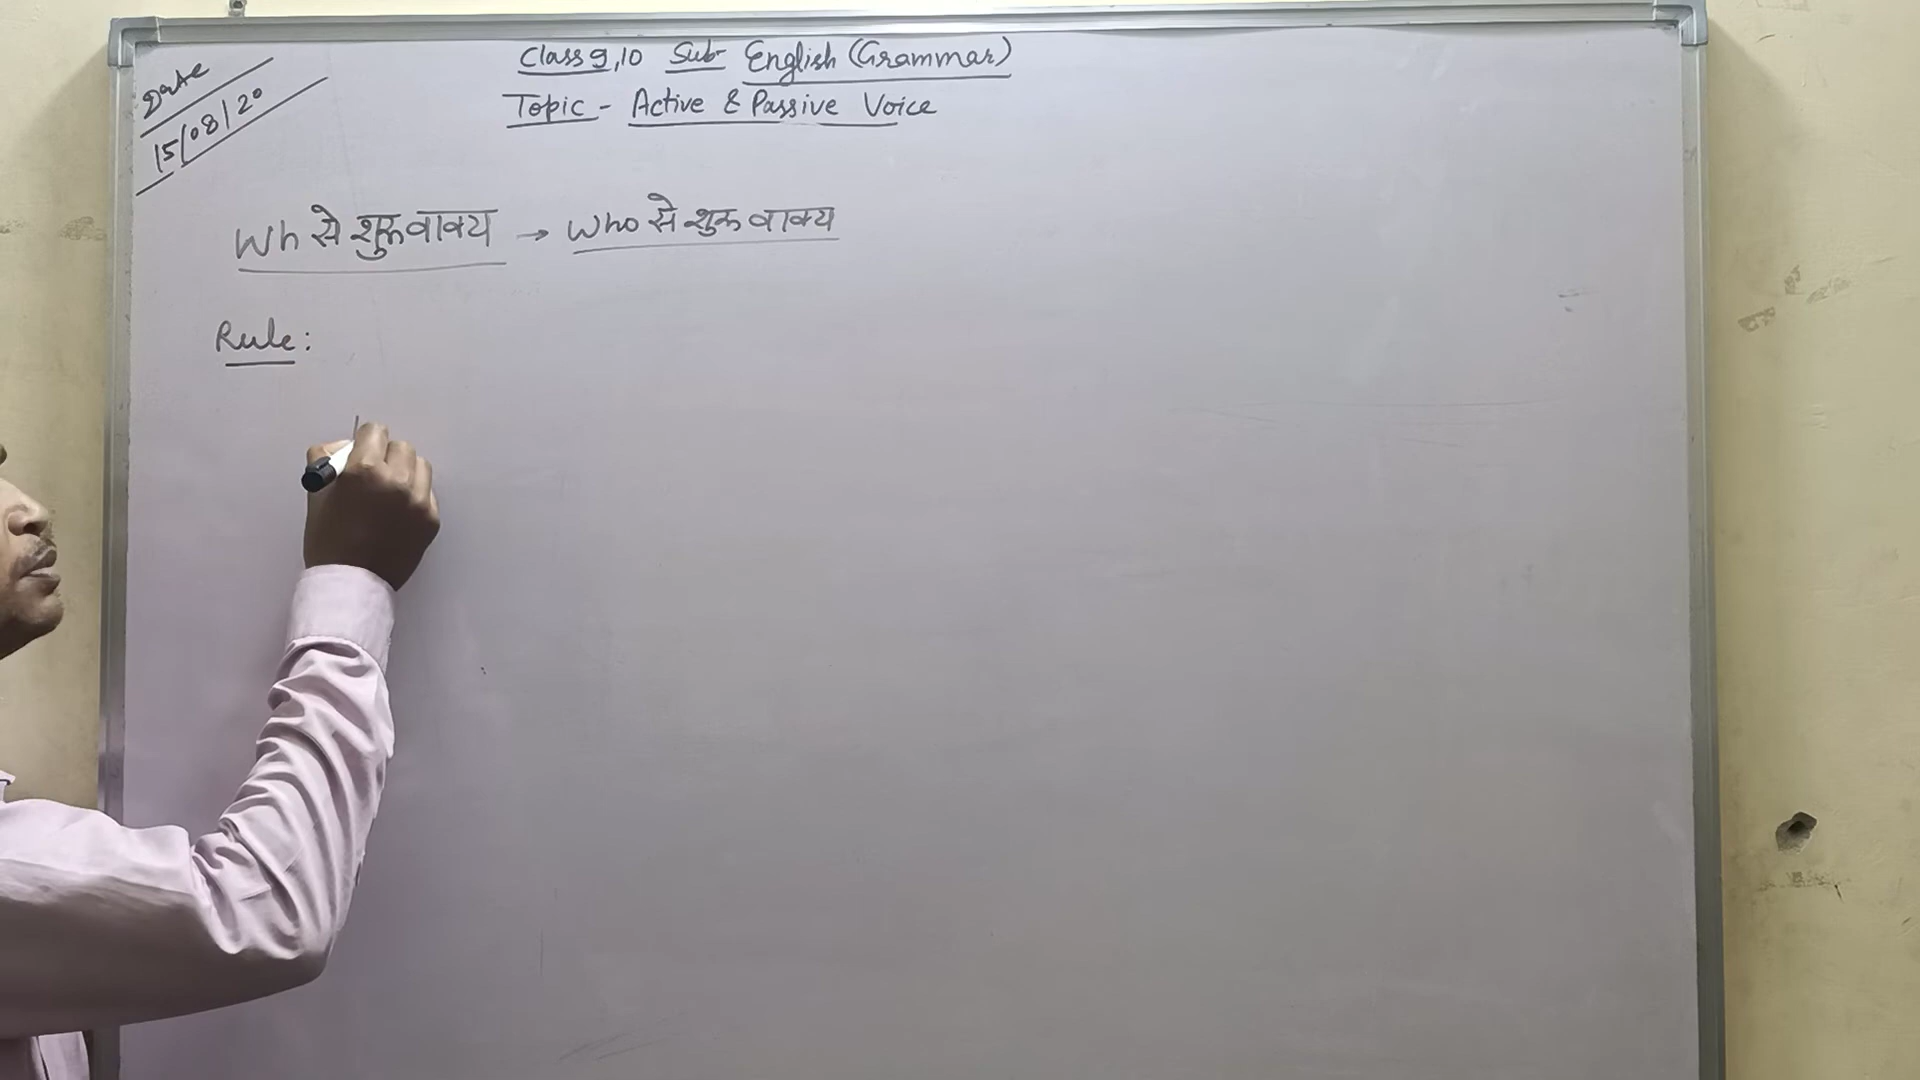 Date
15/08/20
Class 9,10 Sub- English (Grammar)
Topic - Active & Passive Voice
Wh से शुरू वाक्य → Who से शुरू वाक्य
Rule: